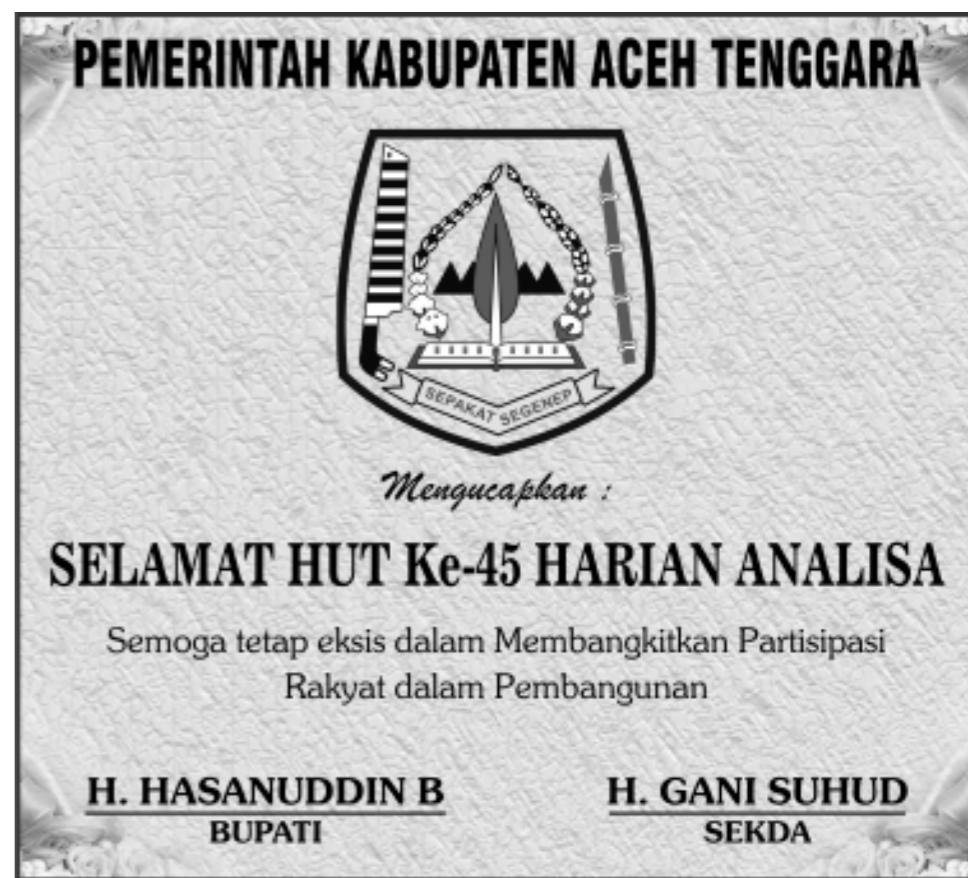 PEMERINTAH KABUPATEN ACEH TENGGARA
SEPAKAT SEGENEP
Mengucapkan :
SELAMAT HUT Ke-45 HARIAN ANALISA
Semoga tetap eksis dalam Membangkitkan Partisipasi
Rakyat dalam Pembangunan
H. HASANUDDIN B H. GANI SUHUD
BUPATI SEKDA